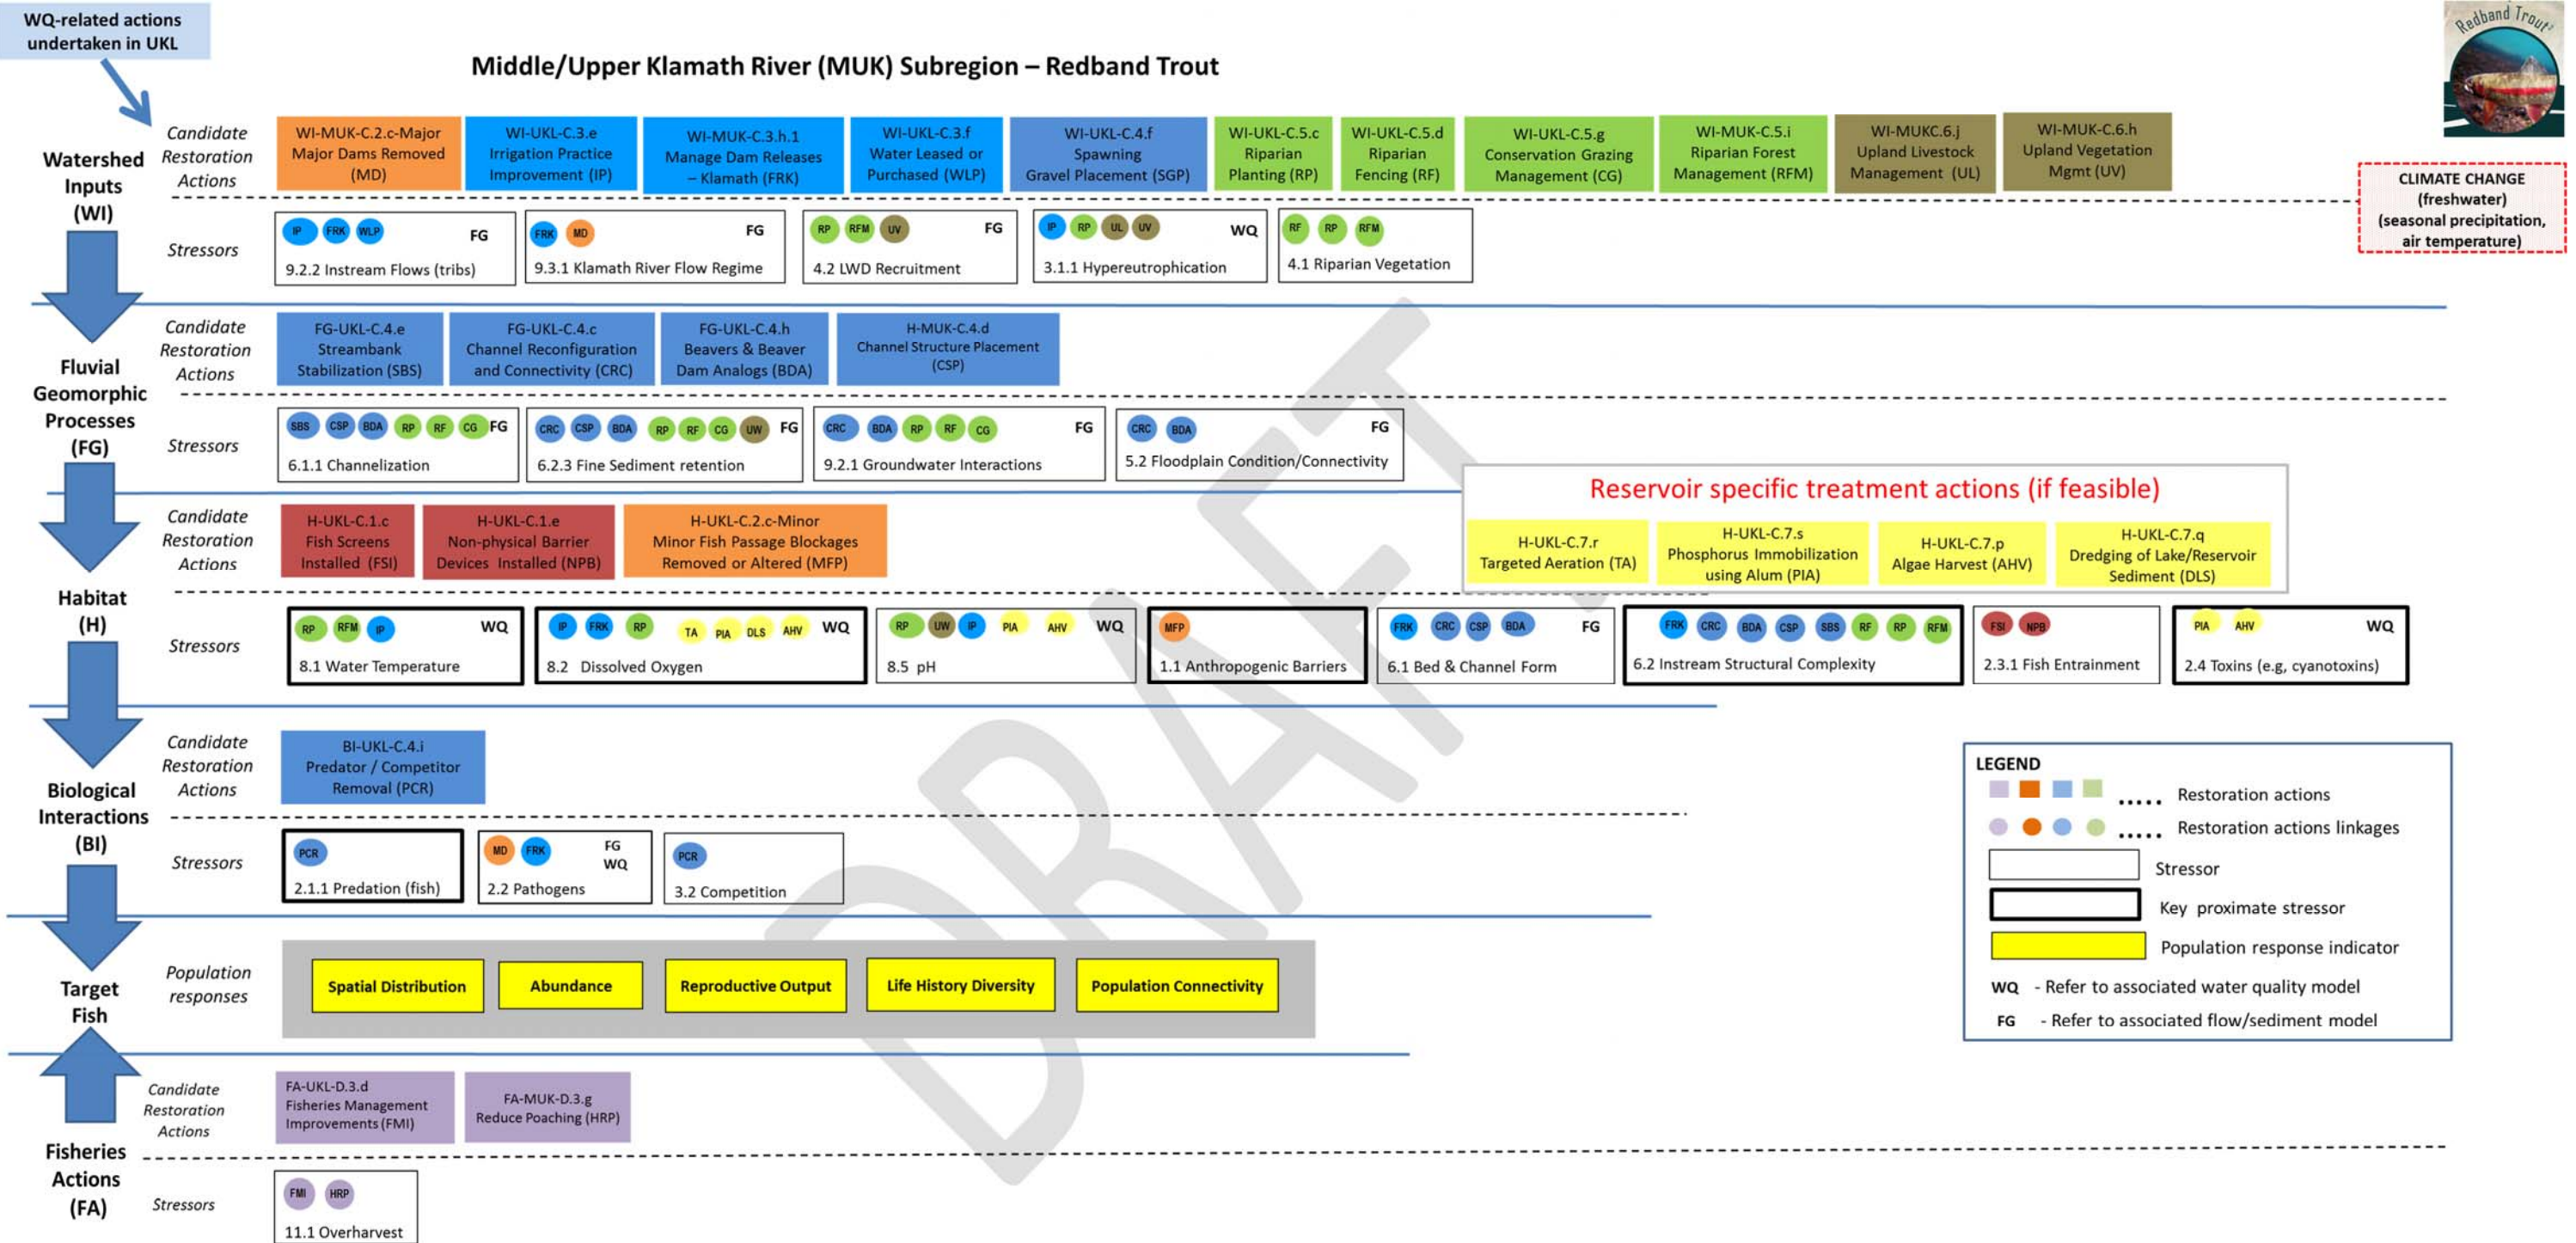 WQ-related actions
undertaken in UKL
Middle/Upper Klamath River (MUK) Subregion – Redband Trout
Redband Trout
Watershed
Inputs
(WI)
Candidate
Restoration
Actions
WI-MUK-C.2.c-Major
Major Dams Removed
(MD)
WI-UKL-C.3.e
Irrigation Practice
Improvement (IP)
WI-MUK-C.3.h.1
Manage Dam Releases
– Klamath (FRK)
WI-UKL-C.3.f
Water Leased or
Purchased (WLP)
WI-UKL-C.4.f
Spawning
Gravel Placement (SGP)
WI-UKL-C.5.c
Riparian
Planting (RP)
WI-UKL-C.5.d
Riparian
Fencing (RF)
WI-UKL-C.5.g
Conservation Grazing
Management (CG)
WI-MUK-C.5.i
Riparian Forest
Management (RFM)
WI-MUKC.6.j
Upland Livestock
Management (UL)
WI-MUK-C.6.h
Upland Vegetation
Mgmt (UV)
CLIMATE CHANGE
(freshwater)
(seasonal precipitation,
air temperature)
Stressors
IP FRK WLP FG
9.2.2 Instream Flows (tribs)
FRK MD FG
9.3.1 Klamath River Flow Regime
RP RFM UV FG
4.2 LWD Recruitment
IP RP UL UV WQ
3.1.1 Hypereutrophication
RF RP RFM
4.1 Riparian Vegetation
Fluvial
Geomorphic
Processes
(FG)
Candidate
Restoration
Actions
FG-UKL-C.4.e
Streambank
Stabilization (SBS)
FG-UKL-C.4.c
Channel Reconfiguration
and Connectivity (CRC)
FG-UKL-C.4.h
Beavers & Beaver
Dam Analogs (BDA)
H-MUK-C.4.d
Channel Structure Placement
(CSP)
Stressors
SBS CSP BDA RP RF CG FG
6.1.1 Channelization
CRC CSP BDA RP RF CG UW FG
6.2.3 Fine Sediment retention
CRC BDA RP RF CG FG
9.2.1 Groundwater Interactions
CRC BDA FG
5.2 Floodplain Condition/Connectivity
Reservoir specific treatment actions (if feasible)
H-UKL-C.7.r
Targeted Aeration (TA)
H-UKL-C.7.s
Phosphorus Immobilization
using Alum (PIA)
H-UKL-C.7.p
Algae Harvest (AHV)
H-UKL-C.7.q
Dredging of Lake/Reservoir
Sediment (DLS)
Habitat
(H)
Candidate
Restoration
Actions
H-UKL-C.1.c
Fish Screens
Installed (FSI)
H-UKL-C.1.e
Non-physical Barrier
Devices Installed (NPB)
H-UKL-C.2.c-Minor
Minor Fish Passage Blockages
Removed or Altered (MFP)
Stressors
RP RFM IP WQ
8.1 Water Temperature
IP FRK RP TA PIA DLS AHV WQ
8.2 Dissolved Oxygen
RP UW IP PIA AHV WQ
8.5 pH
MFP
1.1 Anthropogenic Barriers
FRK CRC CSP BDA FG
6.1 Bed & Channel Form
FRK CRC BDA CSP SBS RF RP RFM
6.2 Instream Structural Complexity
FSI NPB
2.3.1 Fish Entrainment
PIA AHV WQ
2.4 Toxins (e.g, cyanotoxins)
Biological
Interactions
(BI)
Candidate
Restoration
Actions
BI-UKL-C.4.i
Predator / Competitor
Removal (PCR)
Stressors
PCR
2.1.1 Predation (fish)
MD FRK FG
WQ
2.2 Pathogens
PCR
3.2 Competition
Target
Fish
Population
responses
Spatial Distribution
Abundance
Reproductive Output
Life History Diversity
Population Connectivity
Fisheries
Actions
(FA)
Candidate
Restoration
Actions
FA-UKL-D.3.d
Fisheries Management
Improvements (FMI)
FA-MUK-D.3.g
Reduce Poaching (HRP)
Stressors
FMI HRP
11.1 Overharvest
LEGEND
..... Restoration actions
..... Restoration actions linkages
Stressor
Key proximate stressor
Population response indicator
WQ - Refer to associated water quality model
FG - Refer to associated flow/sediment model
DRAFT